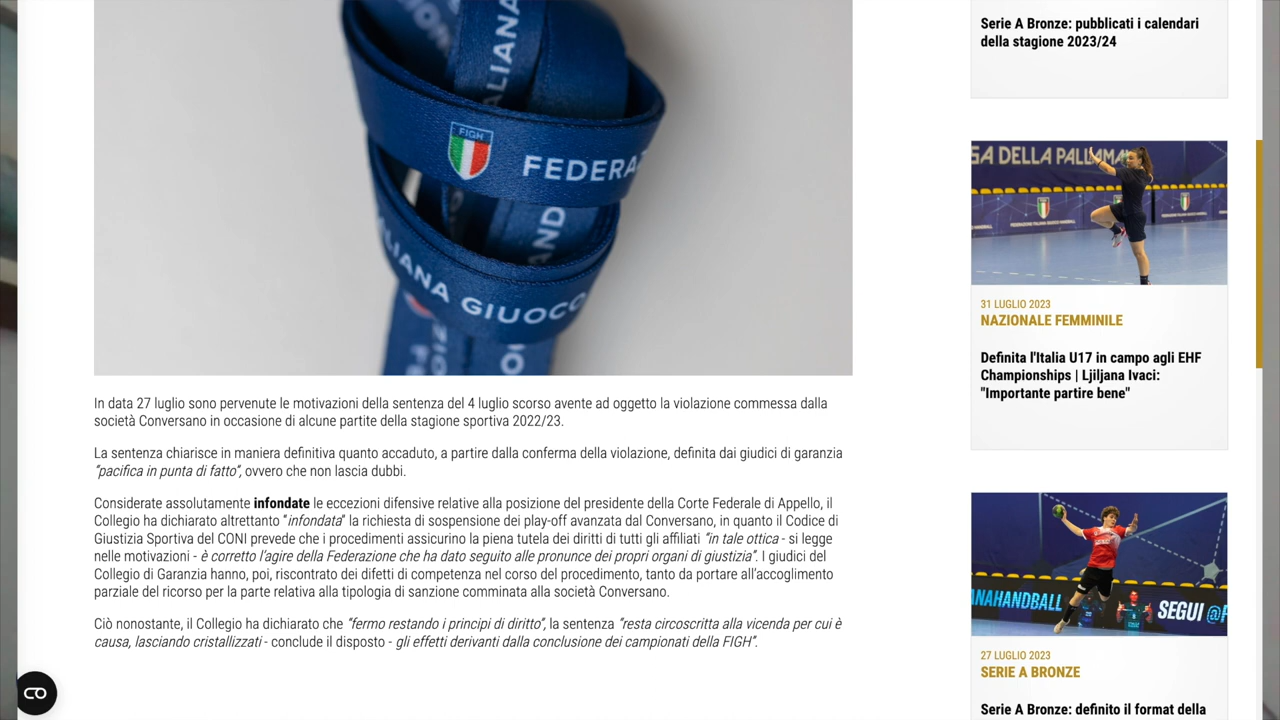 ALIANA
FIGH
FEDERA
AND
LIANA GIUOCO
In data 27 luglio sono pervenute le motivazioni della sentenza del 4 luglio scorso avente ad oggetto la violazione commessa dalla
società Conversano in occasione di alcune partite della stagione sportiva 2022/23.
La sentenza chiarisce in maniera definitiva quanto accaduto, a partire dalla conferma della violazione, definita dai giudici di garanzia
“pacifica in punta di fatto”, ovvero che non lascia dubbi.
Considerate assolutamente infondate le eccezioni difensive relative alla posizione del presidente della Corte Federale di Appello, il
Collegio ha dichiarato altrettanto “infondata” la richiesta di sospensione dei play-off avanzata dal Conversano, in quanto il Codice di
Giustizia Sportiva del CONI prevede che i procedimenti assicurino la piena tutela dei diritti di tutti gli affiliati “in tale ottica - si legge
nelle motivazioni - è corretto l’agire della Federazione che ha dato seguito alle pronunce dei propri organi di giustizia”. I giudici del
Collegio di Garanzia hanno, poi, riscontrato dei difetti di competenza nel corso del procedimento, tanto da portare all’accoglimento
parziale del ricorso per la parte relativa alla tipologia di sanzione comminata alla società Conversano.
Ciò nonostante, il Collegio ha dichiarato che “fermo restando i principi di diritto”, la sentenza “resta circoscritta alla vicenda per cui è
causa, lasciando cristallizzati - conclude il disposto - gli effetti derivanti dalla conclusione dei campionati della FIGH”.
Serie A Bronze: pubblicati i calendari
della stagione 2023/24
SA DELLA PALLAMA
31 LUGLIO 2023
NAZIONALE FEMMINILE
Definita l'Italia U17 in campo agli EHF
Championships | Ljiljana Ivaci:
"Importante partire bene"
ANAHANDBALL
SEGUI @
27 LUGLIO 2023
SERIE A BRONZE
Serie A Bronze: definito il format della